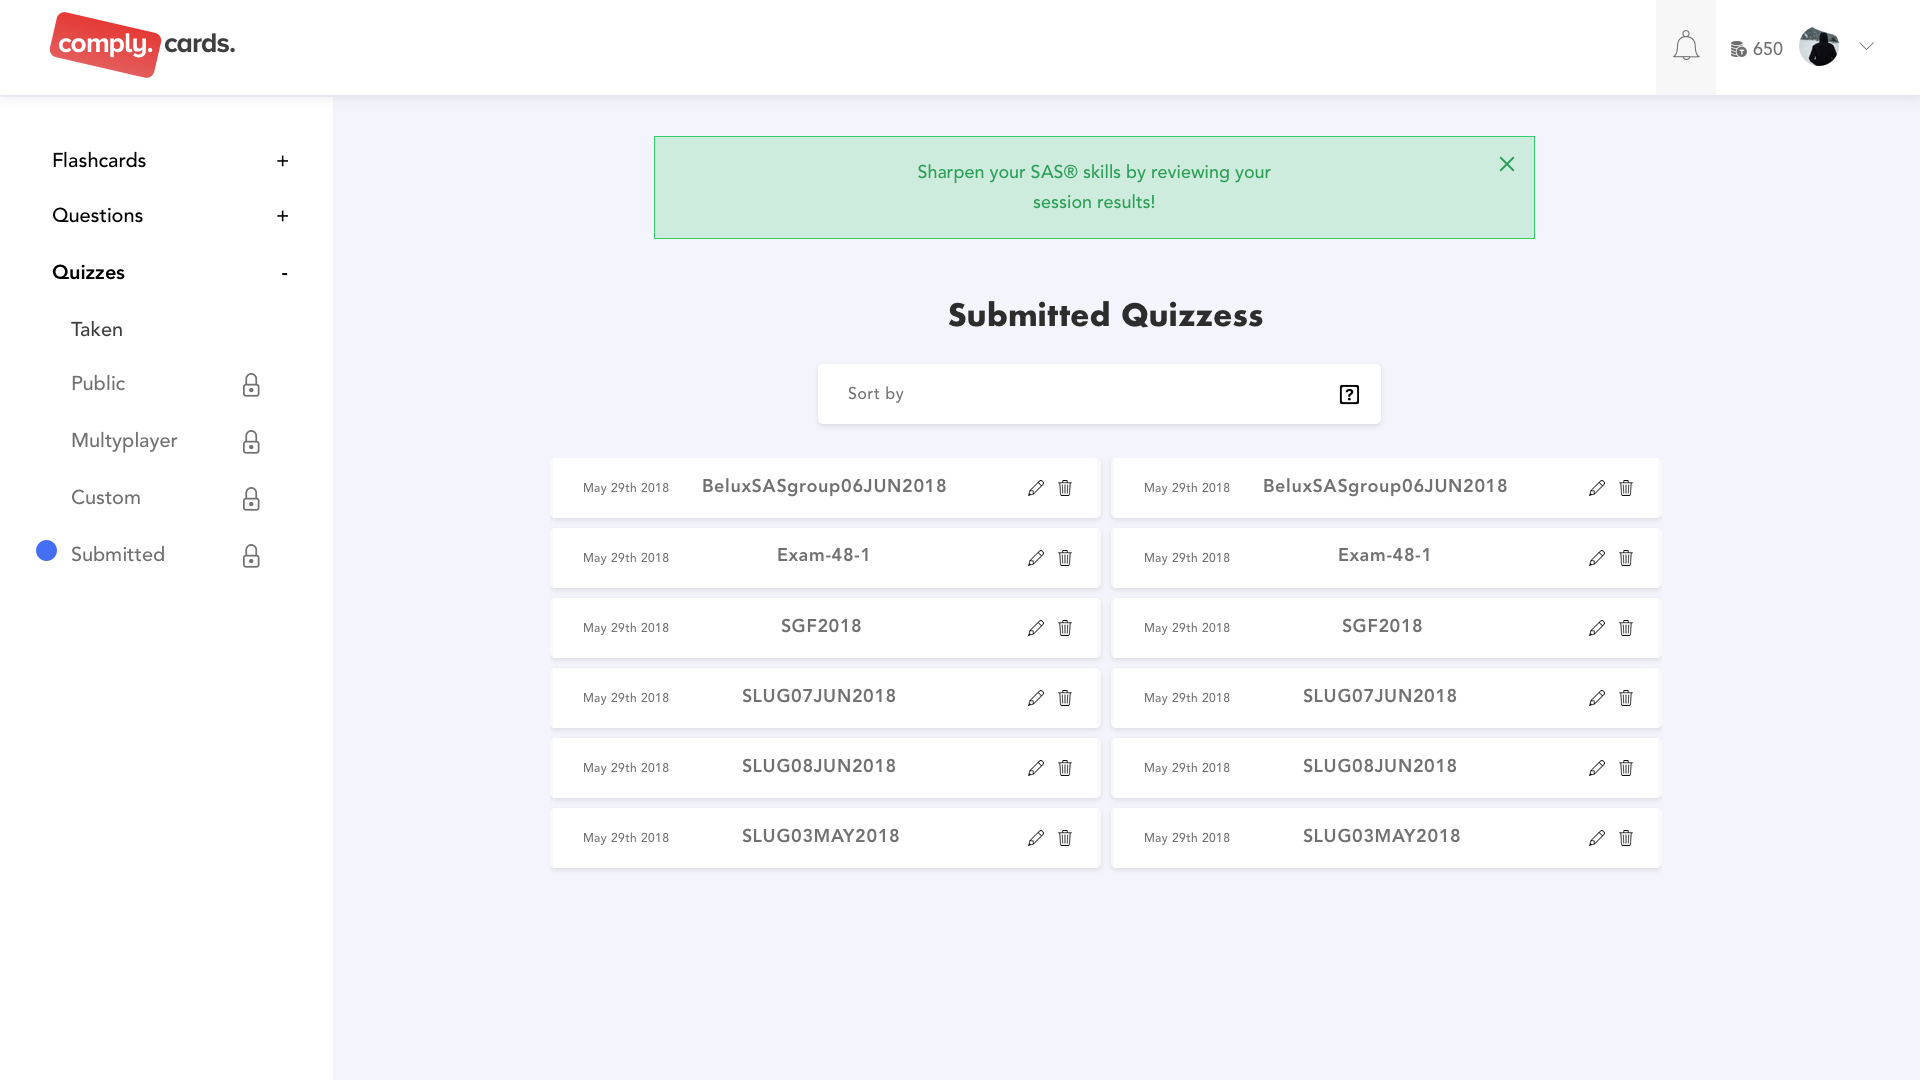 comply. cards.
650
Flashcards +
Questions +
Quizzes -
Taken
Public
Multyplayer
Custom
Submitted
Sharpen your SAS® skills by reviewing your
session results!
Submitted Quizzess
Sort by ?
May 29th 2018 BeluxSASgroup06JUN2018
May 29th 2018 BeluxSASgroup06JUN2018
May 29th 2018 Exam-48-1
May 29th 2018 Exam-48-1
May 29th 2018 SGF2018
May 29th 2018 SGF2018
May 29th 2018 SLUG07JUN2018
May 29th 2018 SLUG07JUN2018
May 29th 2018 SLUG08JUN2018
May 29th 2018 SLUG08JUN2018
May 29th 2018 SLUG03MAY2018
May 29th 2018 SLUG03MAY2018